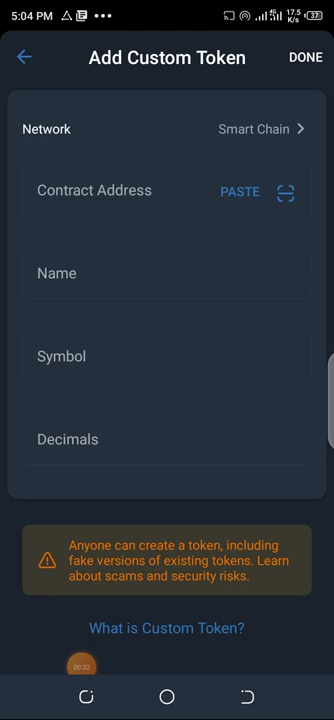 5:04 PM
4G
17.5
K/s
37
Add Custom Token
DONE
Network
Smart Chain
Contract Address
PASTE
Name
Symbol
Decimals
Anyone can create a token, including
fake versions of existing tokens. Learn
about scams and security risks.
What is Custom Token?
00:32